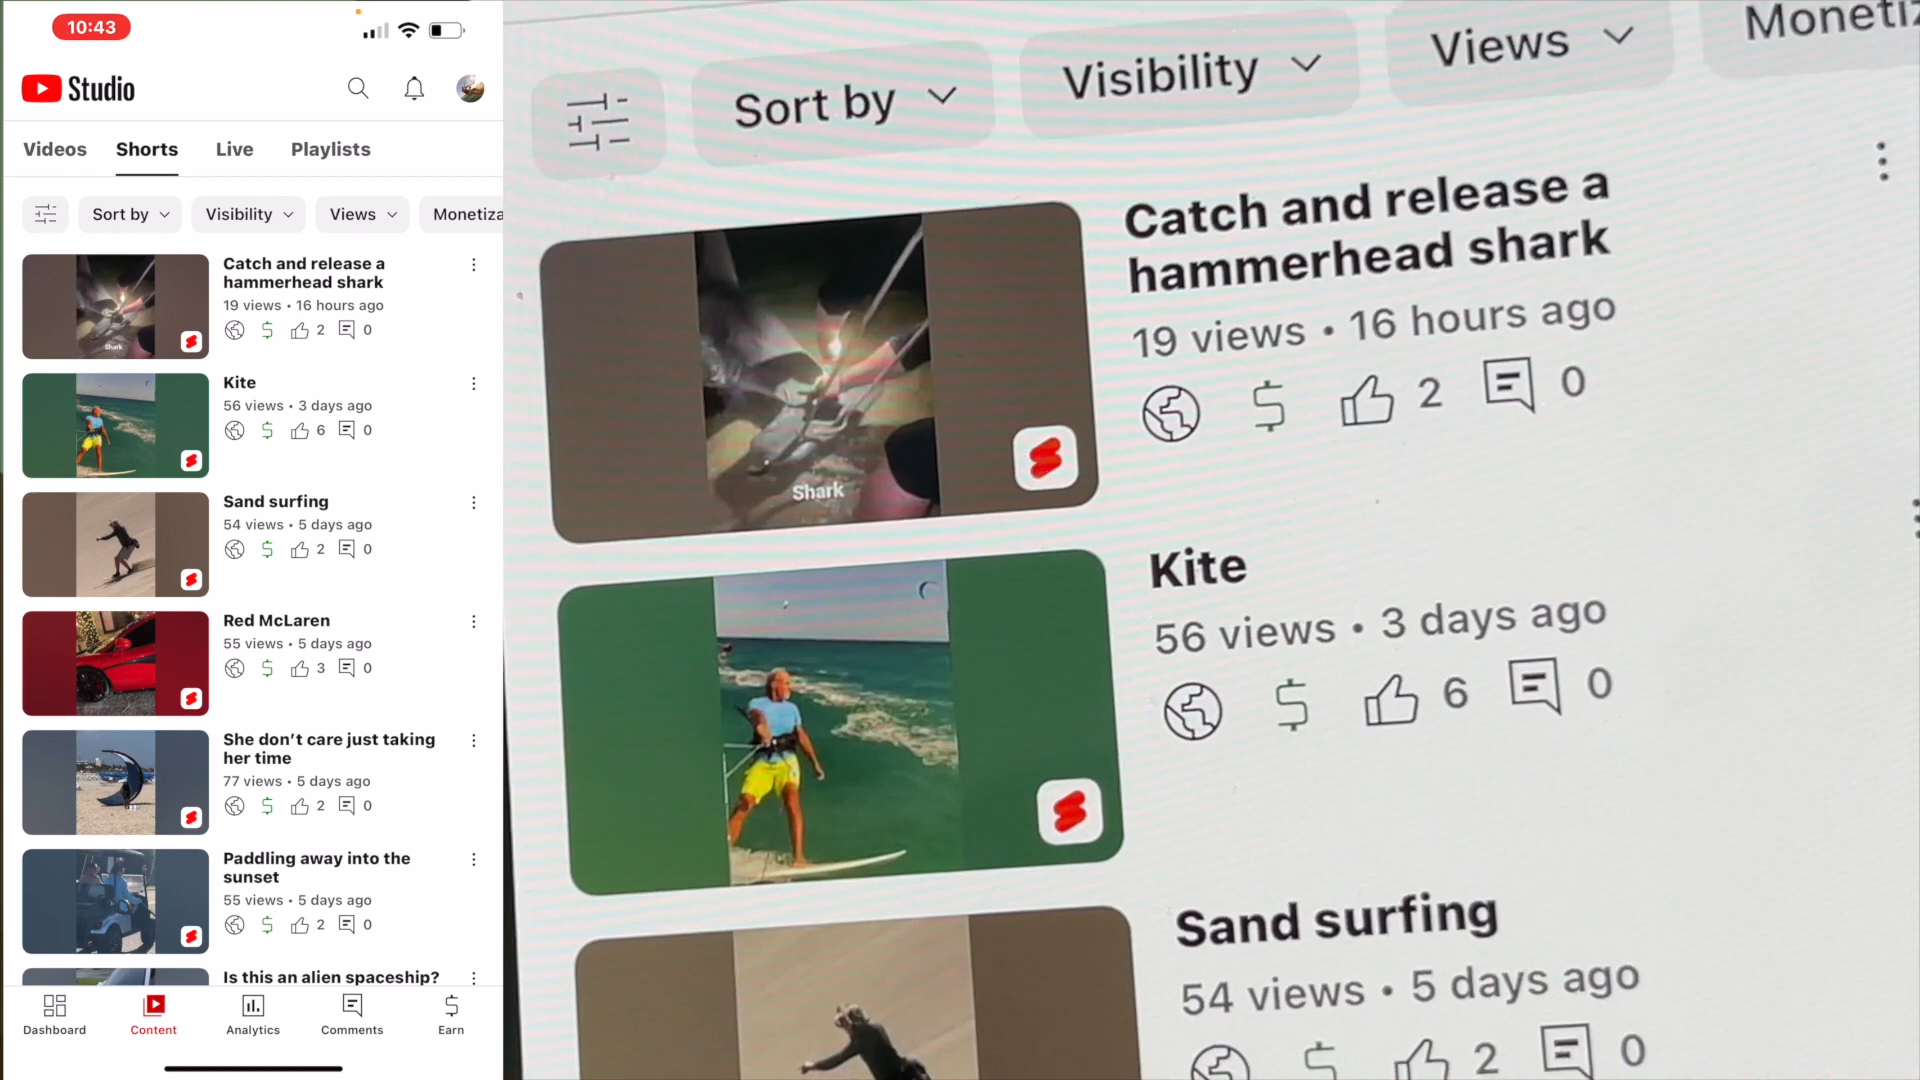 10:43
Studio
Videos Shorts Live Playlists
Sort by Visibility Views Monetiza
Catch and release a
hammerhead shark
19 views • 16 hours ago
2 0
Shark
Kite
56 views • 3 days ago
6 0
Sand surfing
54 views • 5 days ago
2 0
Red McLaren
55 views • 5 days ago
3 0
She don’t care just taking
her time
77 views • 5 days ago
2 0
Paddling away into the
sunset
55 views • 5 days ago
2 0
Is this an alien spaceship?
Dashboard Content Analytics Comments Earn
Sort by Visibility Views Monetiz
Catch and release a
hammerhead shark
19 views • 16 hours ago
2 0
Shark
Kite
56 views • 3 days ago
6 0
Sand surfing
54 views • 5 days ago
2 0